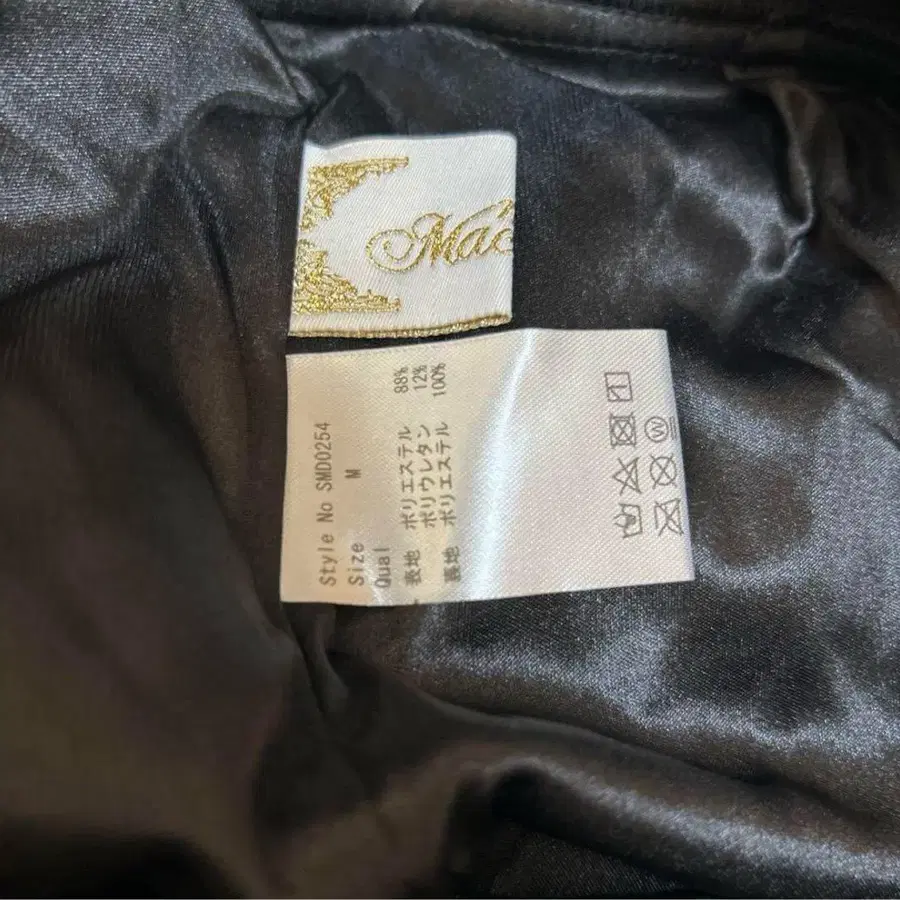 Mac
Style No SMD0254
Size M
Qual
表地 ポリエステル 88%
ポリウレタン 12%
裏地 ポリエステル 100%
W